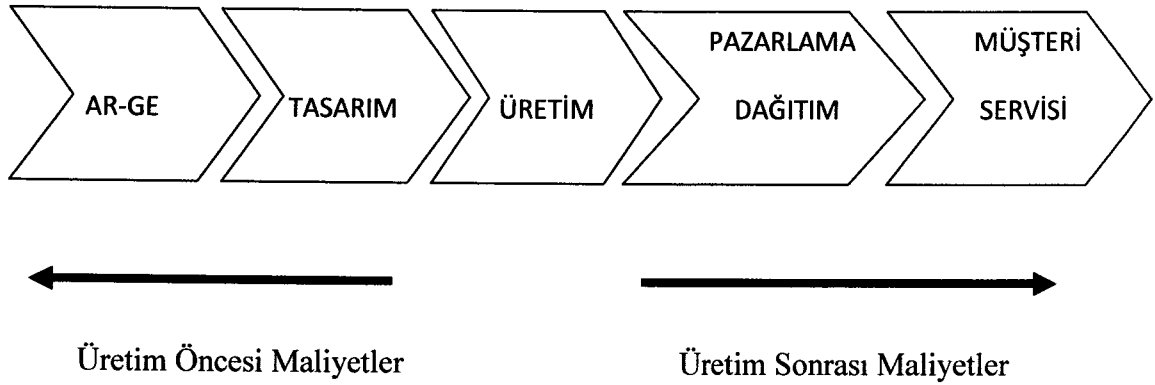 AR-GE
TASARIM
ÜRETİM
PAZARLAMA
DAĞITIM
MÜŞTERİ
SERVİSİ
Üretim Öncesi Maliyetler
Üretim Sonrası Maliyetler